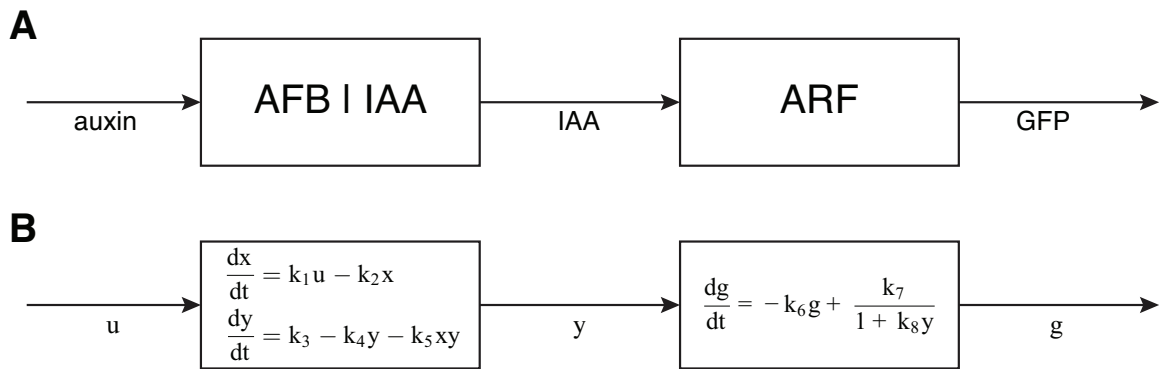 A
AFB | IAA
ARF
auxin
IAA
GFP
B
dx/dt = k₁u − k₂x
dy/dt = k₃ − k₄y − k₅xy
dg/dt = −k₆g + k₇/(1 + k₈y)
u
y
g